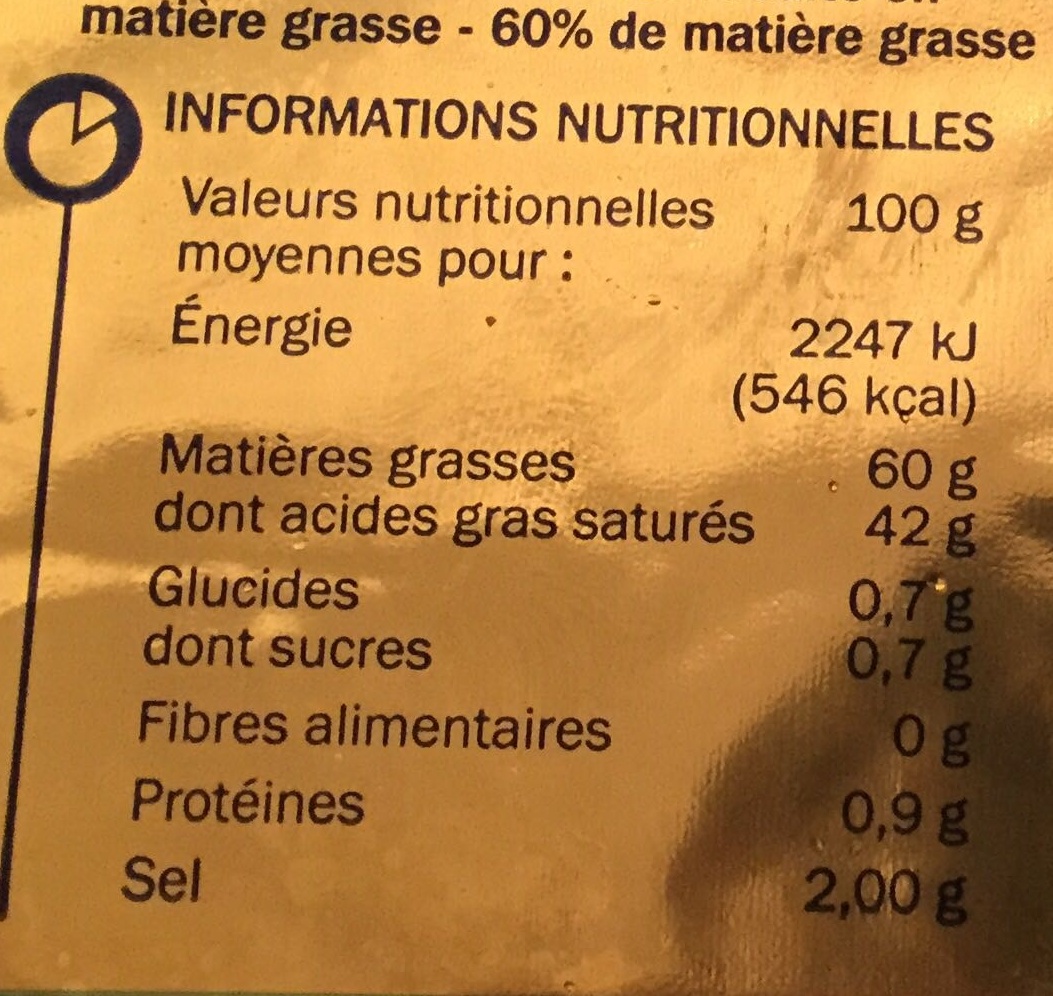 matière grasse - 60% de matière grasse
INFORMATIONS NUTRITIONNELLES
Valeurs nutritionnelles 100 g
moyennes pour :
Énergie 2247 kJ
(546 kçal)
Matières grasses 60 g
dont acides gras saturés 42 g
Glucides 0,7 g
dont sucres 0,7 g
Fibres alimentaires 0 g
Protéines 0,9 g
Sel 2,00 g